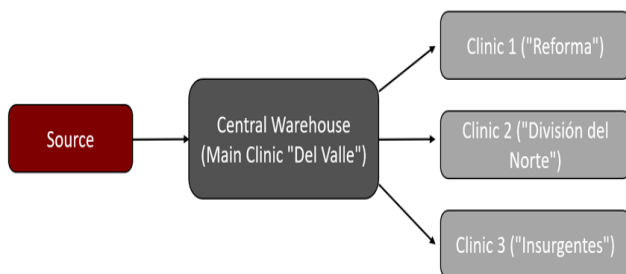 Source
Central Warehouse
(Main Clinic "Del Valle")
Clinic 1 ("Reforma")
Clinic 2 ("División del
Norte")
Clinic 3 ("Insurgentes")